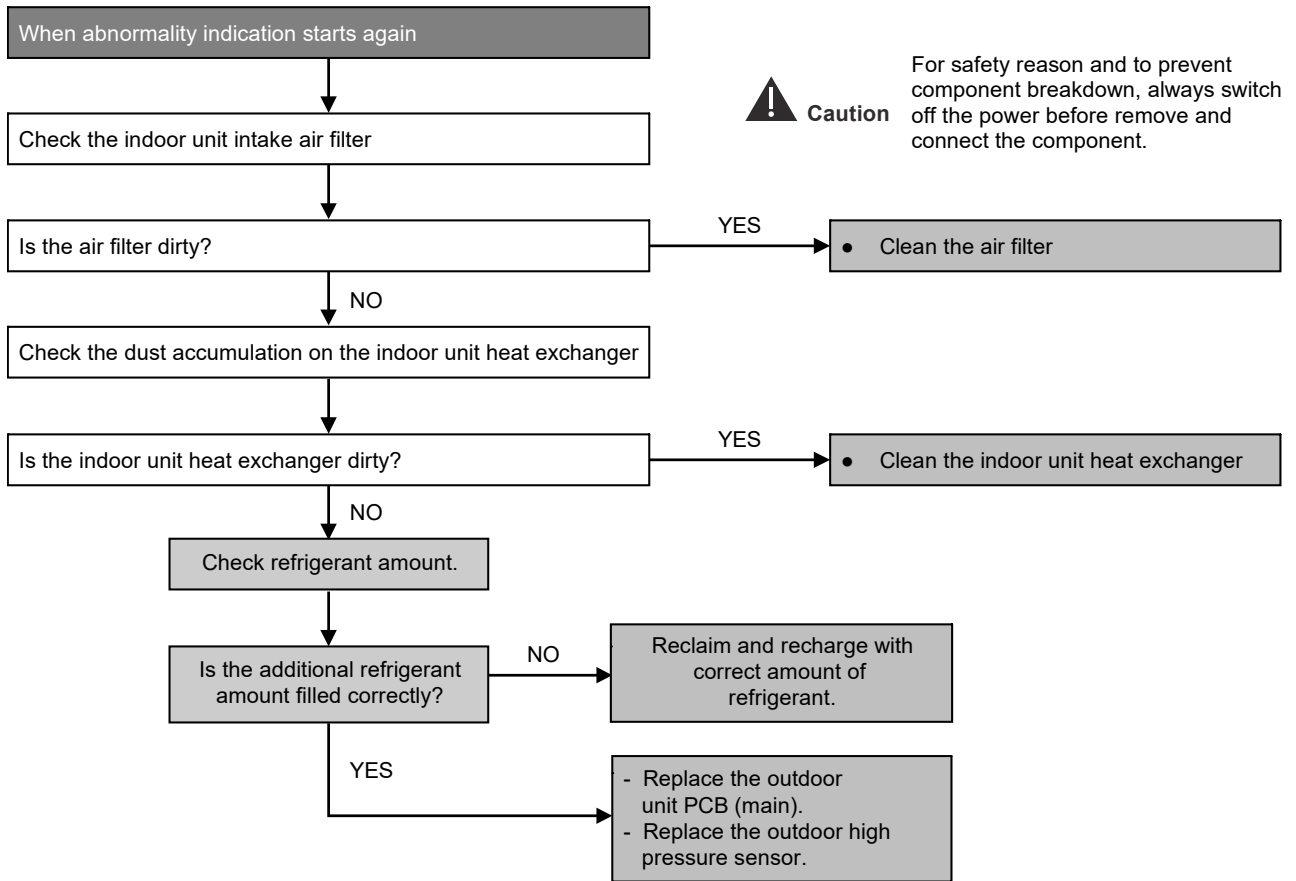 When abnormality indication starts again
For safety reason and to prevent
component breakdown, always switch
off the power before remove and
connect the component.
Caution
Check the indoor unit intake air filter
Is the air filter dirty?
YES
● Clean the air filter
NO
Check the dust accumulation on the indoor unit heat exchanger
Is the indoor unit heat exchanger dirty?
YES
● Clean the indoor unit heat exchanger
NO
Check refrigerant amount.
Is the additional refrigerant
amount filled correctly?
NO
Reclaim and recharge with
correct amount of
refrigerant.
YES
- Replace the outdoor
unit PCB (main).
- Replace the outdoor high
pressure sensor.